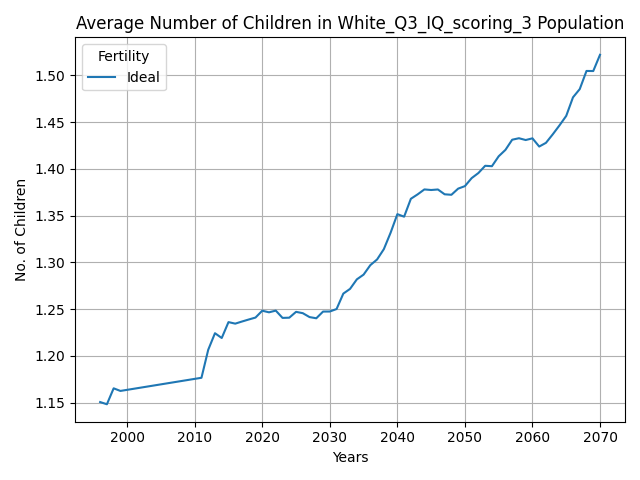 Average Number of Children in White_Q3_IQ_scoring_3 Population
Fertility
Ideal
No. of Children
1.50
1.45
1.40
1.35
1.30
1.25
1.20
1.15
2000 2010 2020 2030 2040 2050 2060 2070
Years